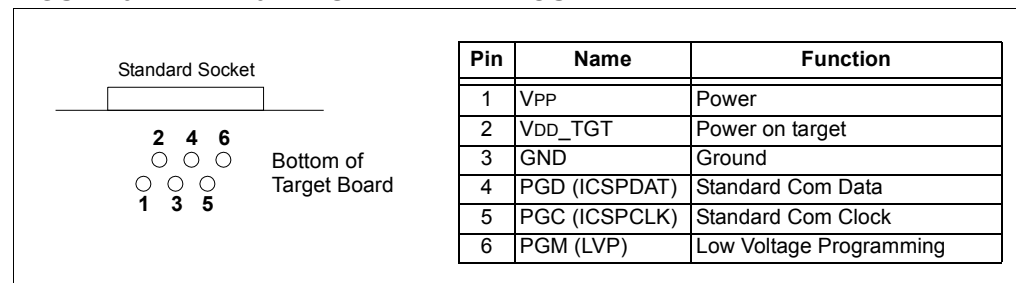 Standard Socket
2 4 6
Bottom of
Target Board
1 3 5
Pin Name Function
1 VPP Power
2 VDD_TGT Power on target
3 GND Ground
4 PGD (ICSPDAT) Standard Com Data
5 PGC (ICSPCLK) Standard Com Clock
6 PGM (LVP) Low Voltage Programming